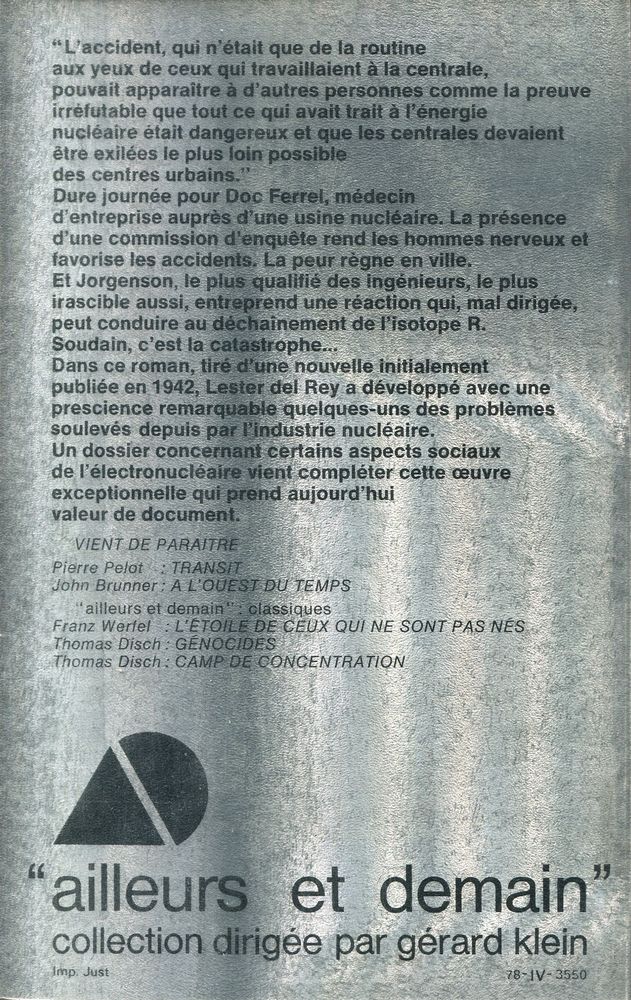 “L'accident, qui n'était que de la routine
aux yeux de ceux qui travaillaient à la centrale,
pouvait apparaître à d'autres personnes comme la preuve
irréfutable que tout ce qui avait trait à l'énergie
nucléaire était dangereux et que les centrales devaient
être exilées le plus loin possible
des centres urbains.”
Dure journée pour Doc Ferrel, médecin
d'entreprise auprès d'une usine nucléaire. La présence
d'une commission d'enquête rend les hommes nerveux et
favorise les accidents. La peur règne en ville.
Et Jorgenson, le plus qualifié des ingénieurs, le plus
irascible aussi, entreprend une réaction qui, mal dirigée,
peut conduire au déchaînement de l'isotope R.
Soudain, c'est la catastrophe...
Dans ce roman, tiré d'une nouvelle initialement
publiée en 1942, Lester del Rey a développé avec une
prescience remarquable quelques-uns des problèmes
soulevés depuis par l'industrie nucléaire.
Un dossier concernant certains aspects sociaux
de l'électronucléaire vient compléter cette œuvre
exceptionnelle qui prend aujourd'hui
valeur de document.
VIENT DE PARAITRE
Pierre Pelot : TRANSIT
John Brunner : A L'OUEST DU TEMPS
“ailleurs et demain” : classiques
Franz Werfel : L'ÉTOILE DE CEUX QUI NE SONT PAS NÉS
Thomas Disch : GÉNOCIDES
Thomas Disch : CAMP DE CONCENTRATION
“ailleurs et demain”
collection dirigée par gérard klein
Imp. Just
78-IV-3550